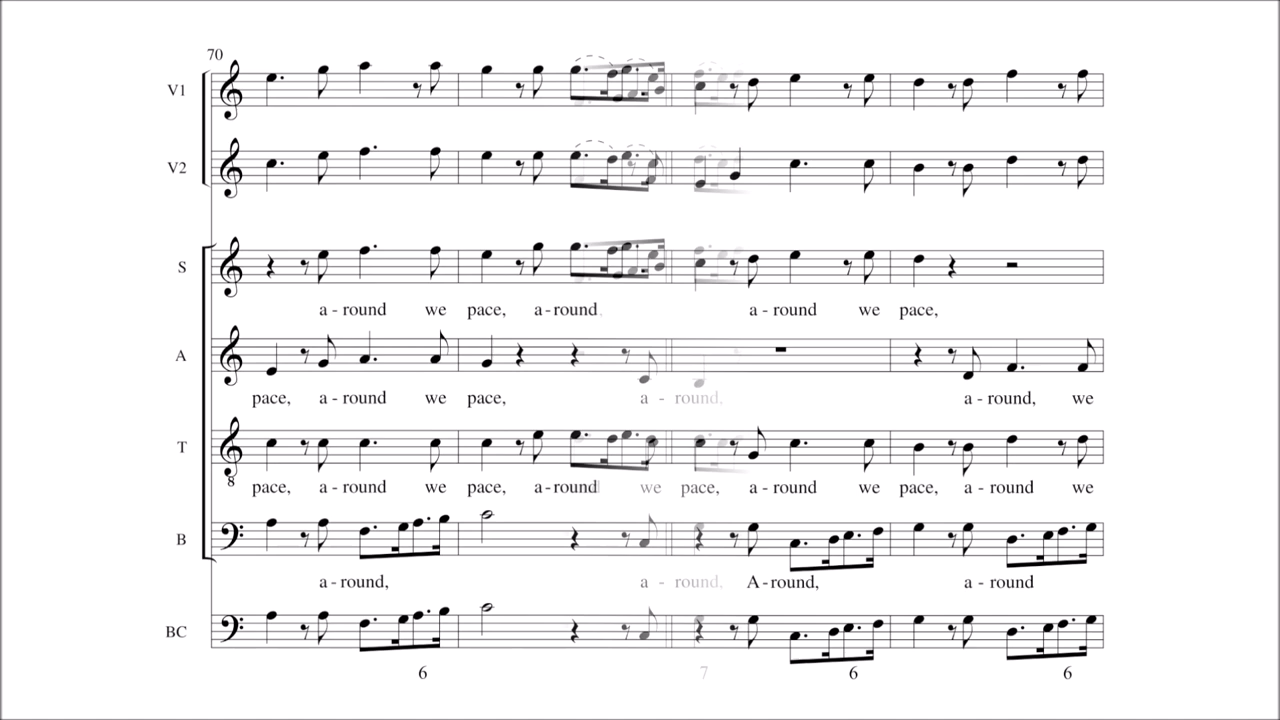 70
V1
V2
S
a - round we pace, a - round a - round we pace,
A
pace, a - round we pace, a - round. a - round, we
T
8
pace, a - round we pace, a - round we pace, a - round we pace, a - round we
B
a - round, a - round. A - round, a - round
BC
6 7 6 6